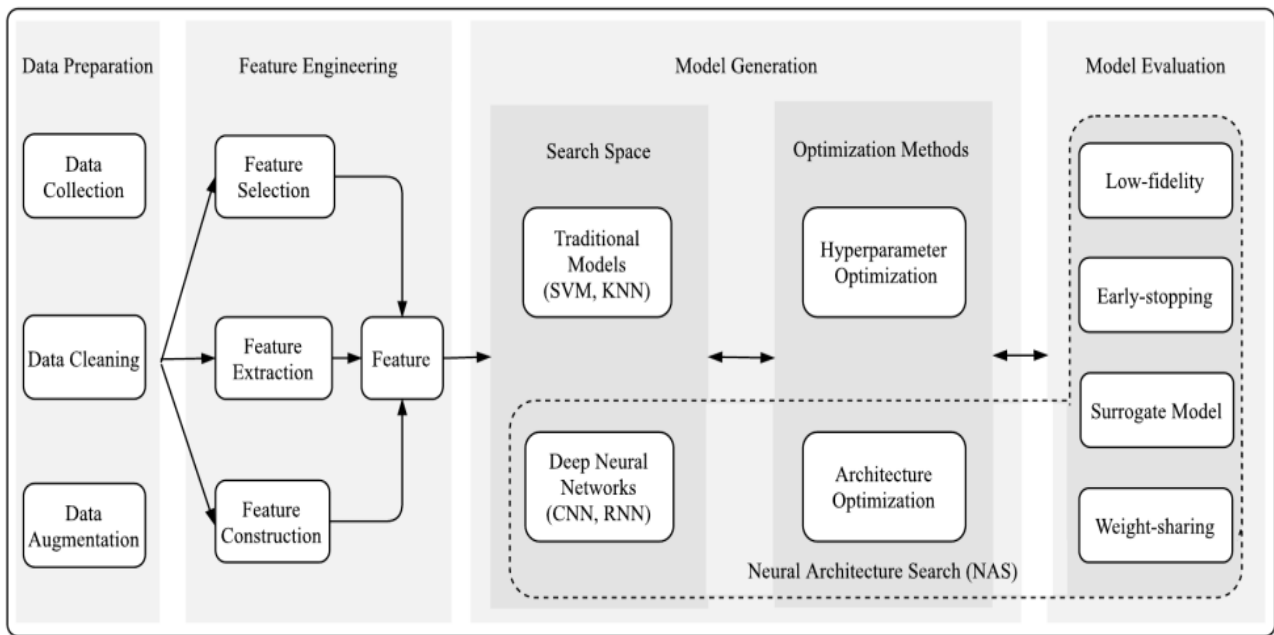 Data Preparation
Data
Collection
Data Cleaning
Data
Augmentation
Feature Engineering
Feature
Selection
Feature
Extraction
Feature
Construction
Feature
Model Generation
Search Space
Traditional
Models
(SVM, KNN)
Deep Neural
Networks
(CNN, RNN)
Optimization Methods
Hyperparameter
Optimization
Architecture
Optimization
Neural Architecture Search (NAS)
Model Evaluation
Low-fidelity
Early-stopping
Surrogate Model
Weight-sharing